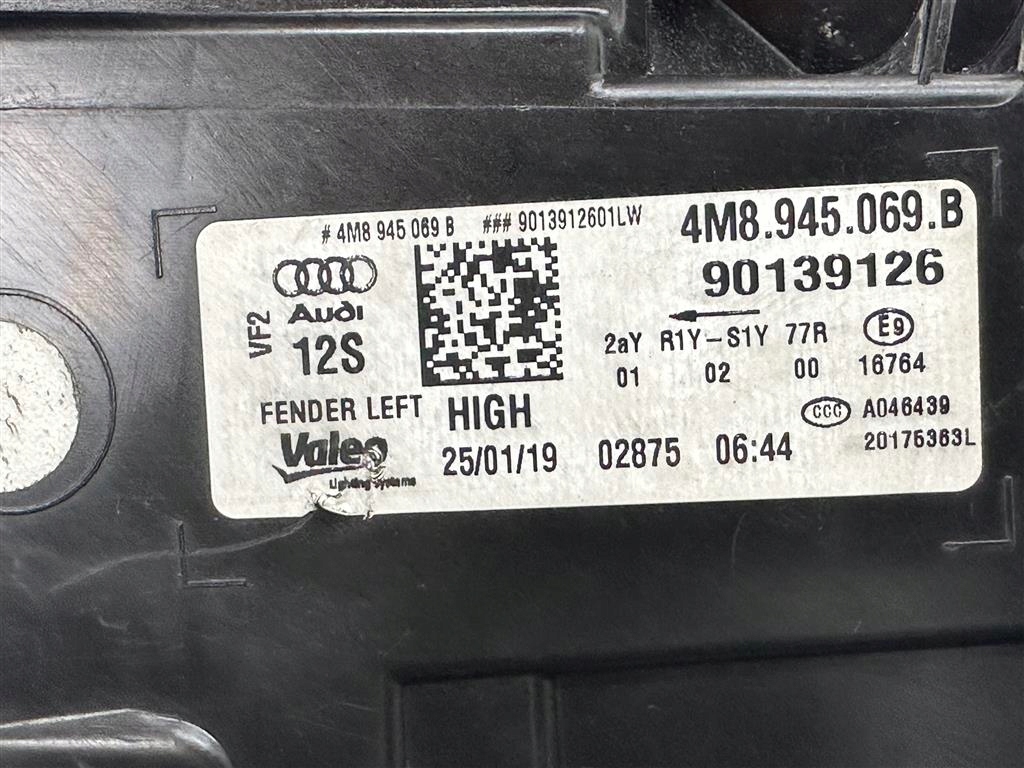 # 4M8 945 069 B ### 9013912601LW 4M8.945.069.B
90139126
Audi
VF2
12S
2aY R1Y-S1Y 77R E9
01 02 00 16764
FENDER LEFT HIGH
CCC A046439
Valeo
Lighting Systems
25/01/19 02875 06:44 20175363L